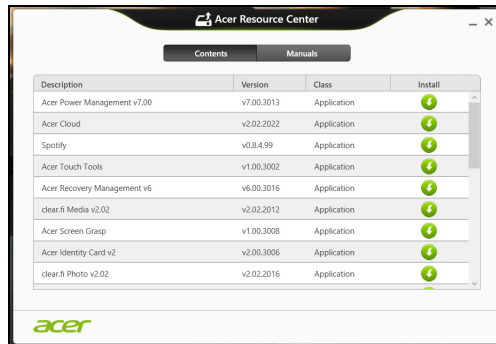 Acer Resource Center
Contents Manuals
Description Version Class Install
Acer Power Management v7.00 v7.00.3013 Application
Acer Cloud v2.02.2022 Application
Spotify v0.8.4.99 Application
Acer Touch Tools v1.00.3002 Application
Acer Recovery Management v6 v6.00.3016 Application
clear.fi Media v2.02 v2.02.2012 Application
Acer Screen Grasp v1.00.3008 Application
Acer Identity Card v2 v2.00.3006 Application
clear.fi Photo v2.02 v2.02.2016 Application
acer